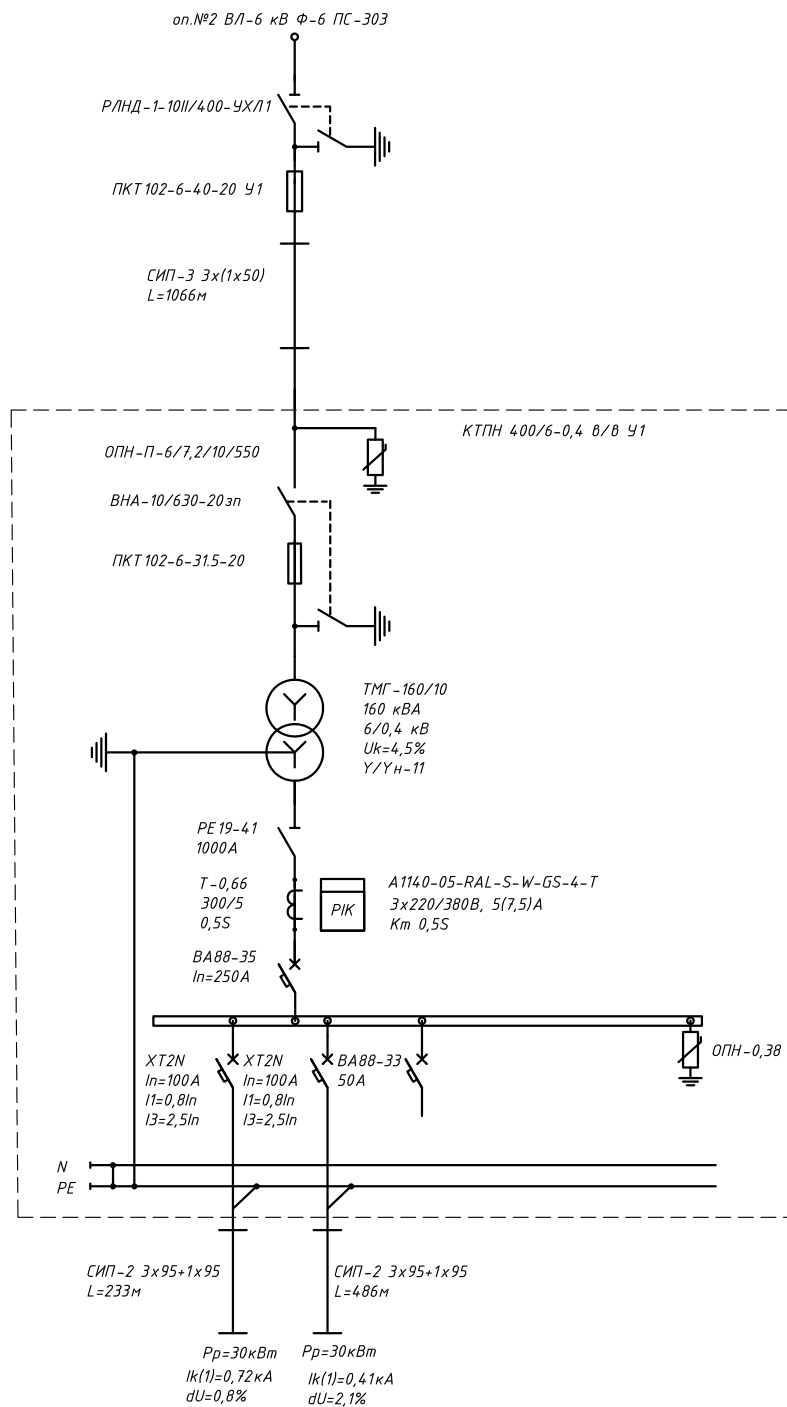 оп.№2 ВЛ-6 кВ Ф-6 ПС-303
РЛНД-1-10II/400-УХЛ1
ПКТ102-6-40-20 У1
СИП-3 3x(1x50)
L=1066м
КТПН 400/6-0,4 в/в У1
ОПН-П-6/7,2/10/550
ВНА-10/630-20зп
ПКТ102-6-31.5-20
ТМГ-160/10
160 кВА
6/0,4 кВ
Uk=4,5%
Y/Yн-11
РЕ19-41
1000А
Т-0,66
300/5
0,5S
PIK
А1140-05-RAL-S-W-GS-4-Т
3х220/380В, 5(7,5)А
Кт 0,5S
ВА88-35
In=250А
XT2N
In=100А
I1=0,8In
I3=2,5In
XT2N
In=100А
I1=0,8In
I3=2,5In
ВА88-33
50А
ОПН-0,38
N
PE
СИП-2 3х95+1х95
L=233м
СИП-2 3х95+1х95
L=486м
Рр=30кВт
Ik(1)=0,72кА
dU=0,8%
Рр=30кВт
Ik(1)=0,41кА
dU=2,1%